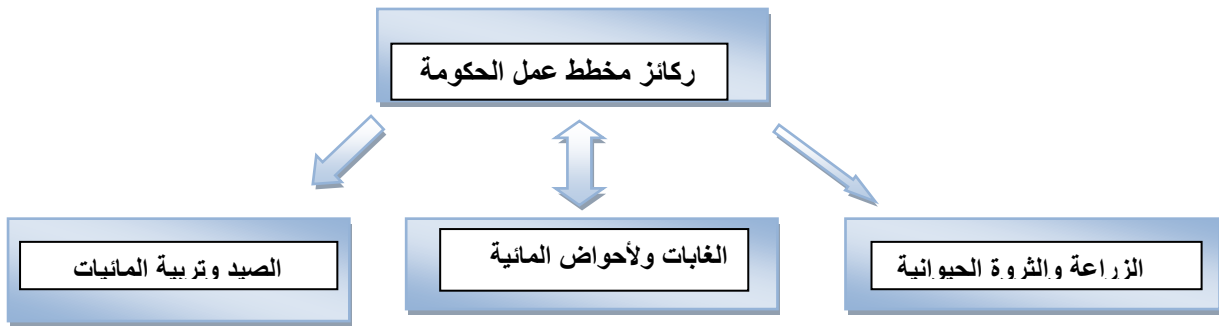 ركائز مخطط عمل الحكومة
الزراعة والثروة الحيوانية
الغابات ولأحواض المائية
الصيد وتربية المائيات